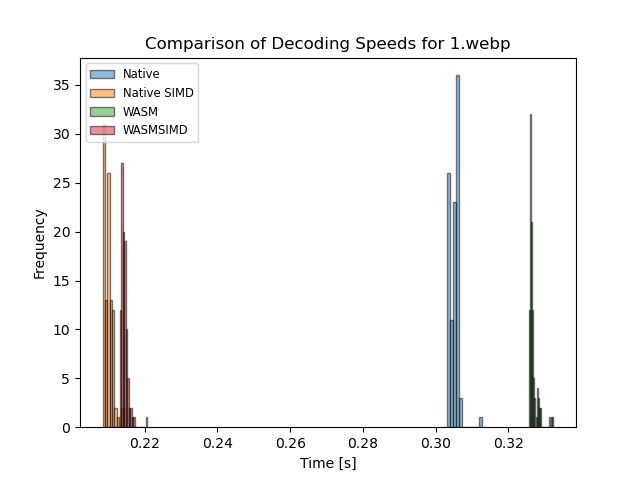 Comparison of Decoding Speeds for 1.webp
Native
Native SIMD
WASM
WASMSIMD
35
30
25
20
15
10
5
0
Frequency
0.22 0.24 0.26 0.28 0.30 0.32
Time [s]